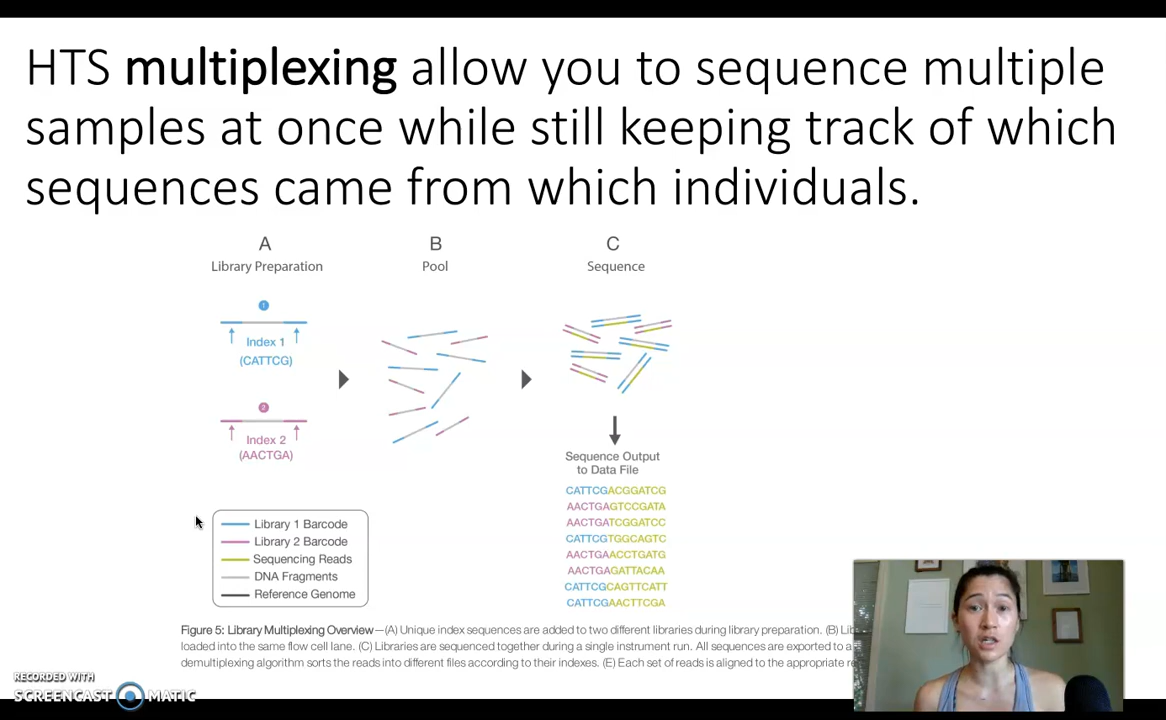 HTS multiplexing allow you to sequence multiple
samples at once while still keeping track of which
sequences came from which individuals.
A
Library Preparation
1
Index 1
(CATTCG)
2
Index 2
(AACTGA)
B
Pool
C
Sequence
Sequence Output
to Data File
CATTCGACGGATCG
AACTGAGTCCGATA
AACTGATCGGATCC
CATTCGTGGCAGTC
AACTGAACCTGATG
AACTGAGATTACAA
CATTCGCAGTTCATT
CATTCGAACTTCGA
Library 1 Barcode
Library 2 Barcode
Sequencing Reads
DNA Fragments
Reference Genome
Figure 5: Library Multiplexing Overview—(A) Unique index sequences are added to two different libraries during library preparation. (B)
loaded into the same flow cell lane. (C) Libraries are sequenced together during a single instrument run. All sequences are exported to a
demultiplexing algorithm sorts the reads into different files according to their indexes. (E) Each set of reads is aligned to the appropriate
RECORDED WITH
SCREENCAST MATIC